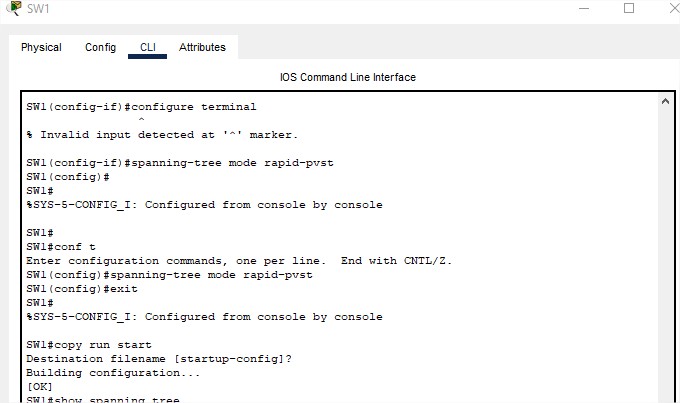 SW1
Physical Config CLI Attributes
IOS Command Line Interface
SW1(config-if)#configure terminal
^
% Invalid input detected at '^' marker.
SW1(config-if)#spanning-tree mode rapid-pvst
SW1(config)#
SW1#
%SYS-5-CONFIG_I: Configured from console by console
SW1#
SW1#conf t
Enter configuration commands, one per line.  End with CNTL/Z.
SW1(config)#spanning-tree mode rapid-pvst
SW1(config)#exit
SW1#
%SYS-5-CONFIG_I: Configured from console by console
SW1#copy run start
Destination filename [startup-config]?
Building configuration...
[OK]
SW1#show spanning tree